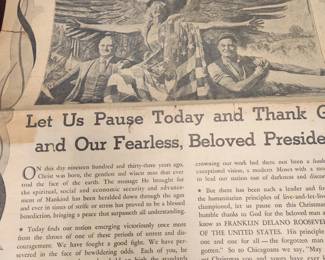 Let Us Pause Today and Thank G
and Our Fearless, Beloved Preside
ON this day nineteen hundred and thirty-three years ago,
Christ was born, the gentlest and wisest man that ever
trod the face of the earth. The message He brought for
the spiritual, social and economic security and advance-
ment of Mankind has been heralded down through the ages
and ever in times of strife or stress has proved to be a blessed
benediction, bringing a peace that surpasseth all understanding.
★ Today finds our nation emerging victoriously once more
from the throes of one of these periods of unrest and dis-
couragement. We have fought a good fight. We have per-
severed in the face of bewildering odds. Each of you, he
crowning our work had there not been a fearl
exceptional vision, a modern Moses with a mess
to lead our nation out of darkness and discour
★ But there has been such a leader and fro
the humanitarian principles of live-and-let-live
championed. Let us pause on this Christmas
humble thanks to God for the beloved man w
know as FRANKLIN DELANO ROOSEVE
OF THE UNITED STATES. His principle
one and one for all — the forgotten man
gotten." So to Chicagoans we say, "May